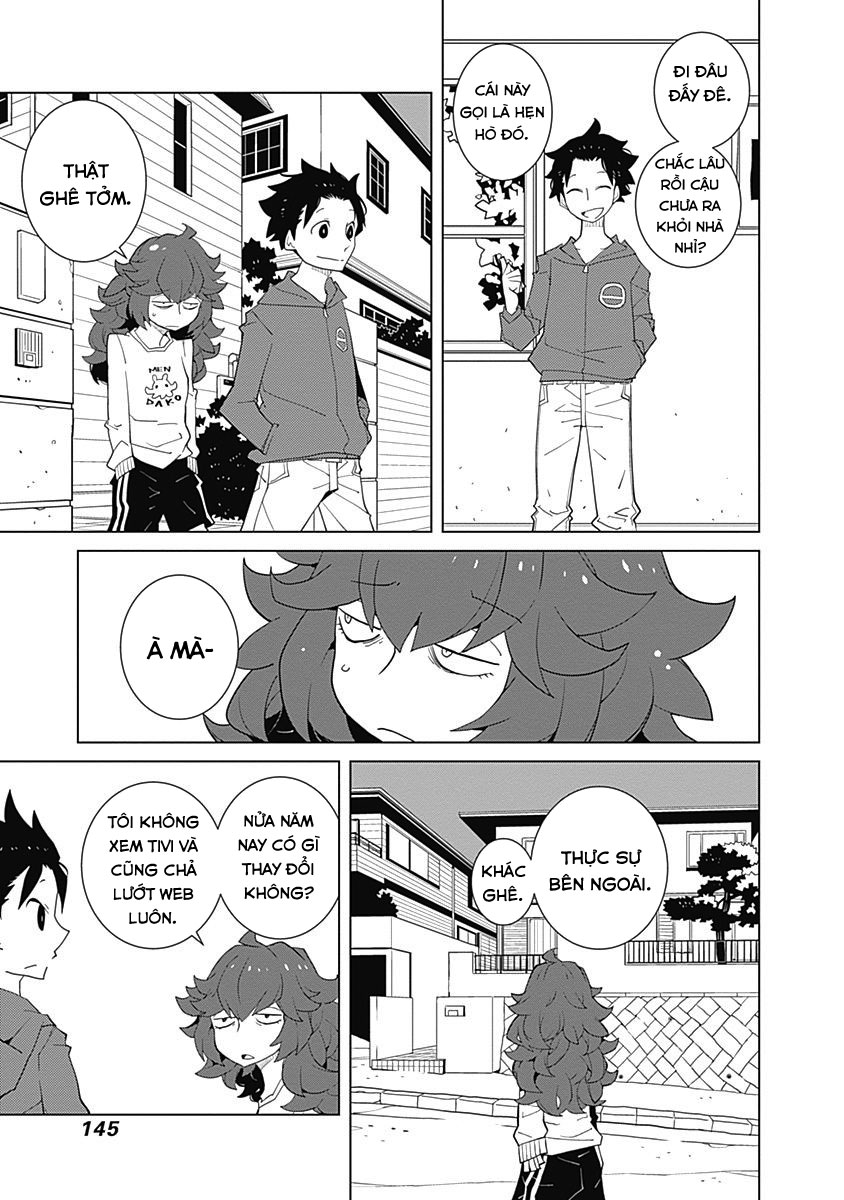 ĐI ĐÂU
ĐẤY ĐÊ.
CHẮC LÂU
RỒI CẬU
CHƯA RA
KHỎI NHÀ
NHỈ?
CÁI NÀY
GỌI LÀ HẸN
HÒ ĐÓ.
THẬT
GHÊ TỞM.
MEN
DAKO
À MÀ-
THỰC SỰ
BÊN NGOÀI.
KHÁC
GHÊ.
NỬA NĂM
NAY CÓ GÌ
THAY ĐỔI
KHÔNG?
TÔI KHÔNG
XEM TIVI VÀ
CŨNG CHẢ
LƯỚT WEB
LUÔN.
145